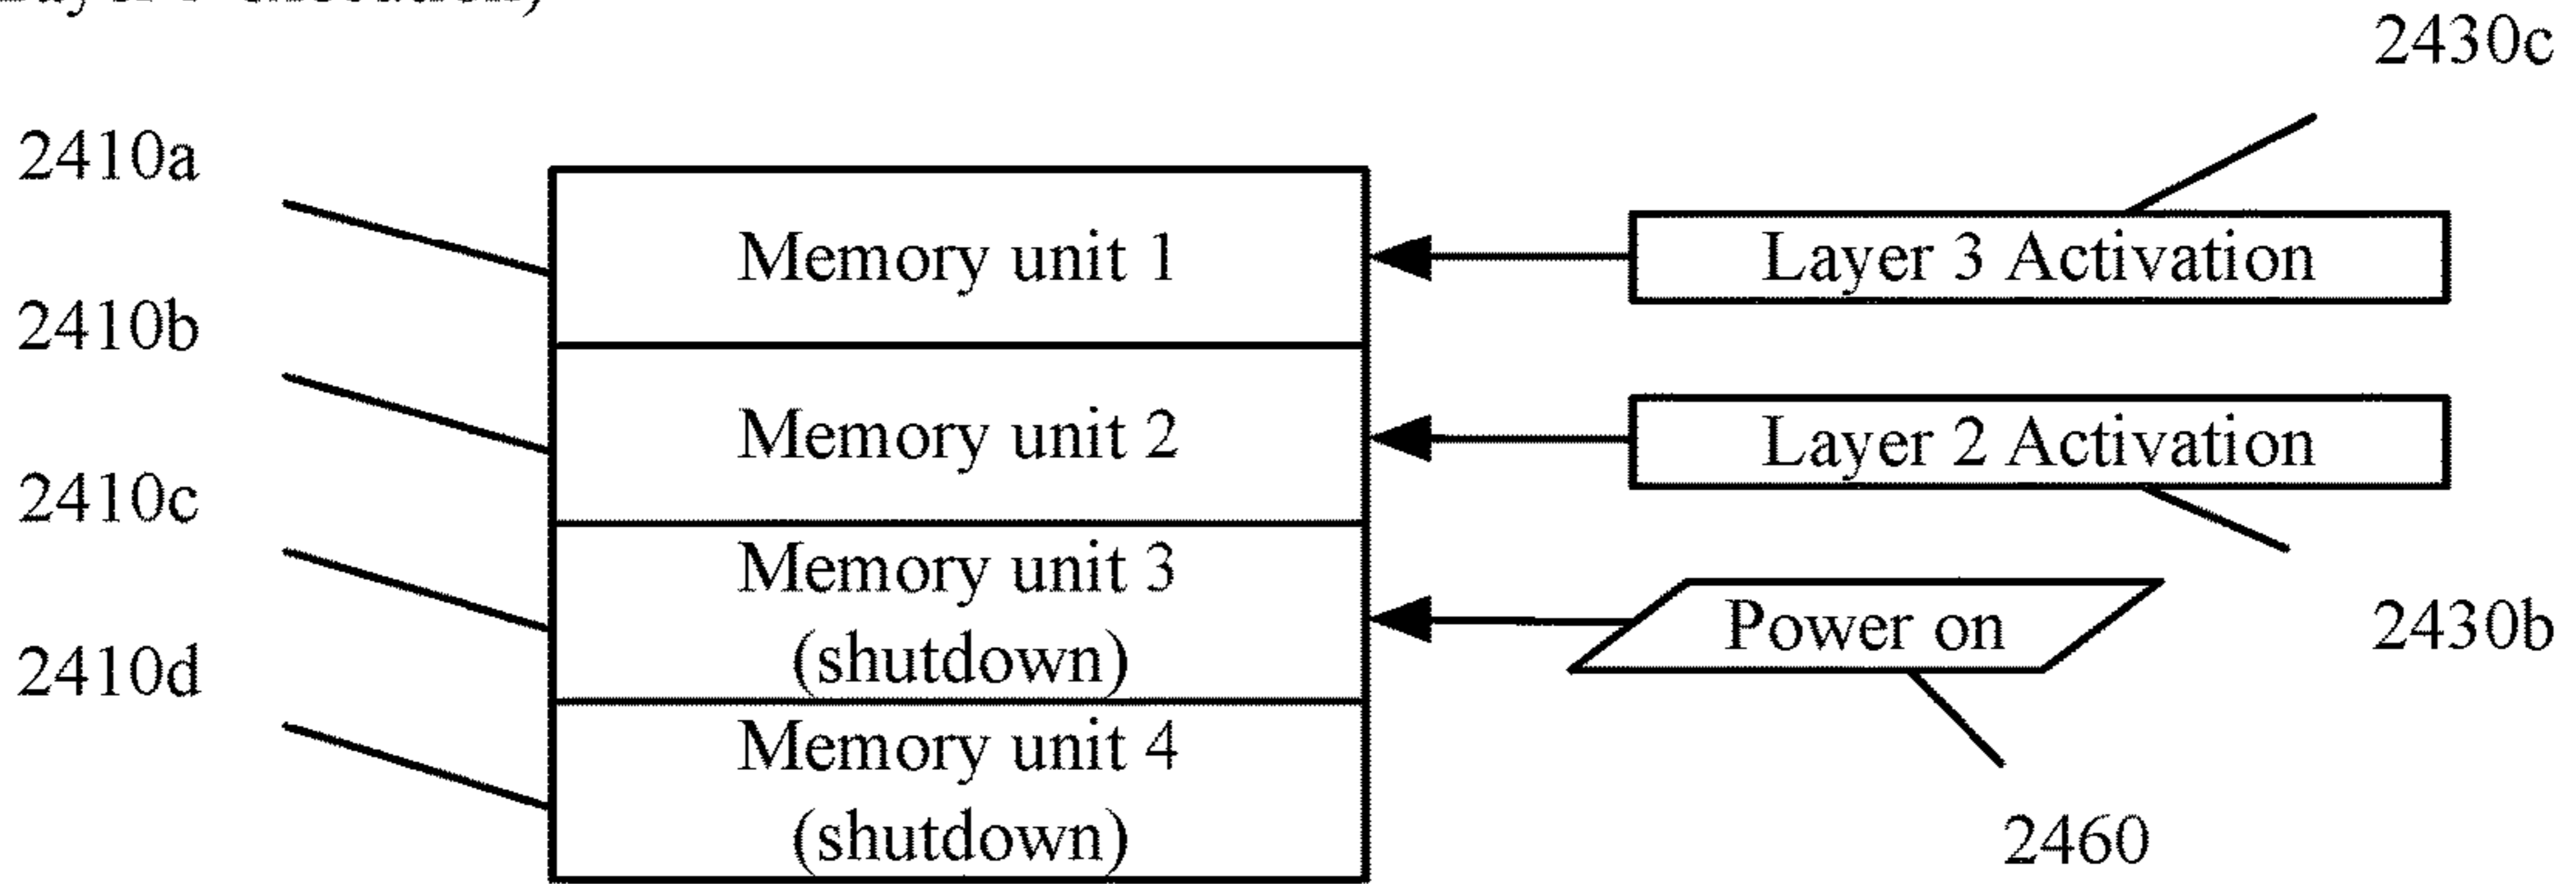 2430c
2410a
Memory unit 1
Layer 3 Activation
2410b
Memory unit 2
Layer 2 Activation
2410c
Memory unit 3
(shutdown)
Power on
2430b
2410d
Memory unit 4
(shutdown)
2460